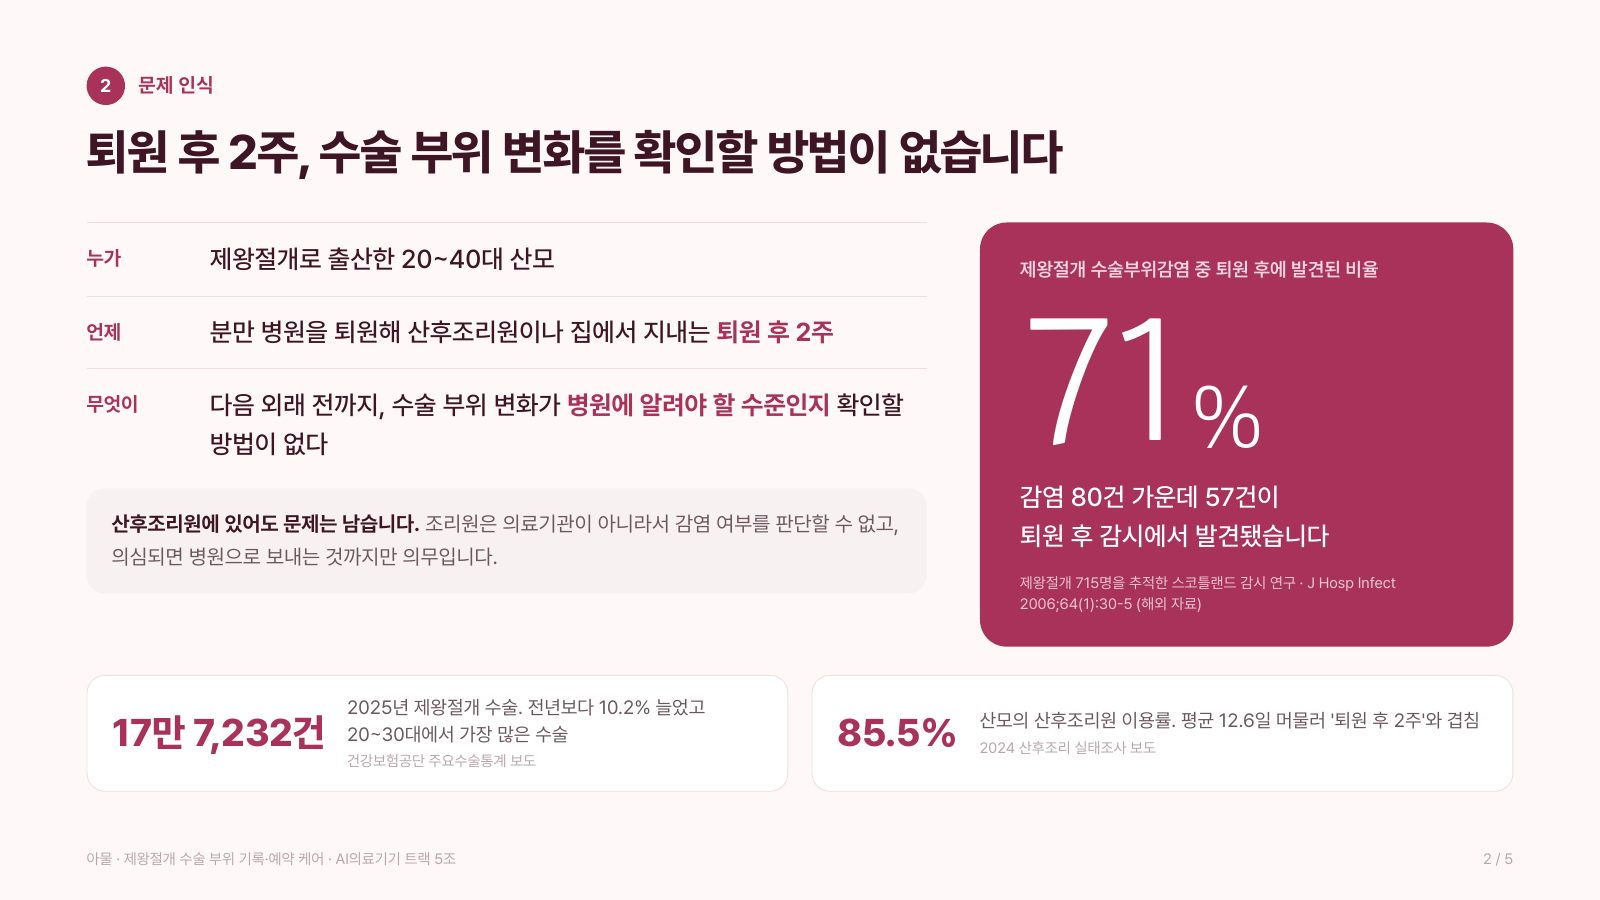 2 문제 인식
퇴원 후 2주, 수술 부위 변화를 확인할 방법이 없습니다
누가 제왕절개로 출산한 20~40대 산모
언제 분만 병원을 퇴원해 산후조리원이나 집에서 지내는 퇴원 후 2주
무엇이 다음 외래 전까지, 수술 부위 변화가 병원에 알려야 할 수준인지 확인할
방법이 없다
산후조리원에 있어도 문제는 남습니다. 조리원은 의료기관이 아니라서 감염 여부를 판단할 수 없고,
의심되면 병원으로 보내는 것까지만 의무입니다.
제왕절개 수술부위감염 중 퇴원 후에 발견된 비율
71%
감염 80건 가운데 57건이
퇴원 후 감시에서 발견됐습니다
제왕절개 715명을 추적한 스코틀랜드 감시 연구 · J Hosp Infect
2006;64(1):30-5 (해외 자료)
17만 7,232건
2025년 제왕절개 수술. 전년보다 10.2% 늘었고
20~30대에서 가장 많은 수술
건강보험공단 주요수술통계 보도
85.5%
산모의 산후조리원 이용률. 평균 12.6일 머물러 '퇴원 후 2주'와 겹침
2024 산후조리 실태조사 보도
아물 · 제왕절개 수술 부위 기록·예약 케어 · AI의료기기 트랙 5조
2 / 5